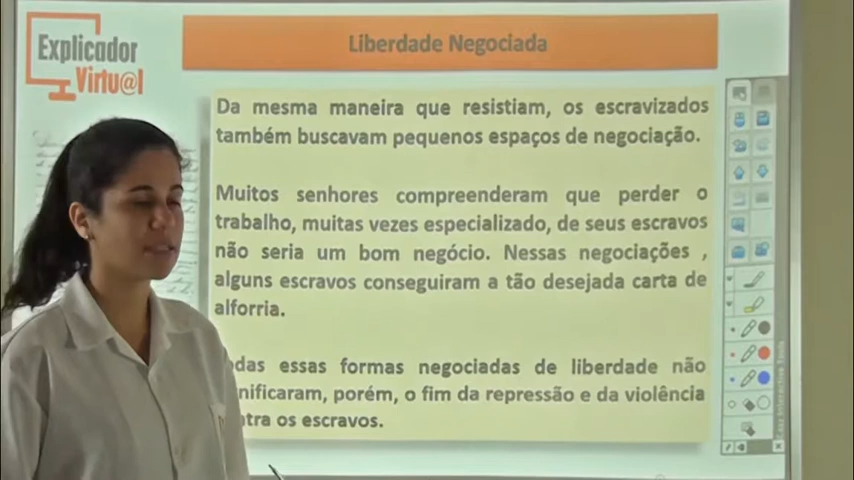 Explicador
Virtu@l
Liberdade Negociada
Da mesma maneira que resistiam, os escravizados
também buscavam pequenos espaços de negociação.
Muitos senhores compreenderam que perder o
trabalho, muitas vezes especializado, de seus escravos
não seria um bom negócio. Nessas negociações ,
alguns escravos conseguiram a tão desejada carta de
alforria.
odas essas formas negociadas de liberdade não
nificaram, porém, o fim da repressão e da violência
tra os escravos.